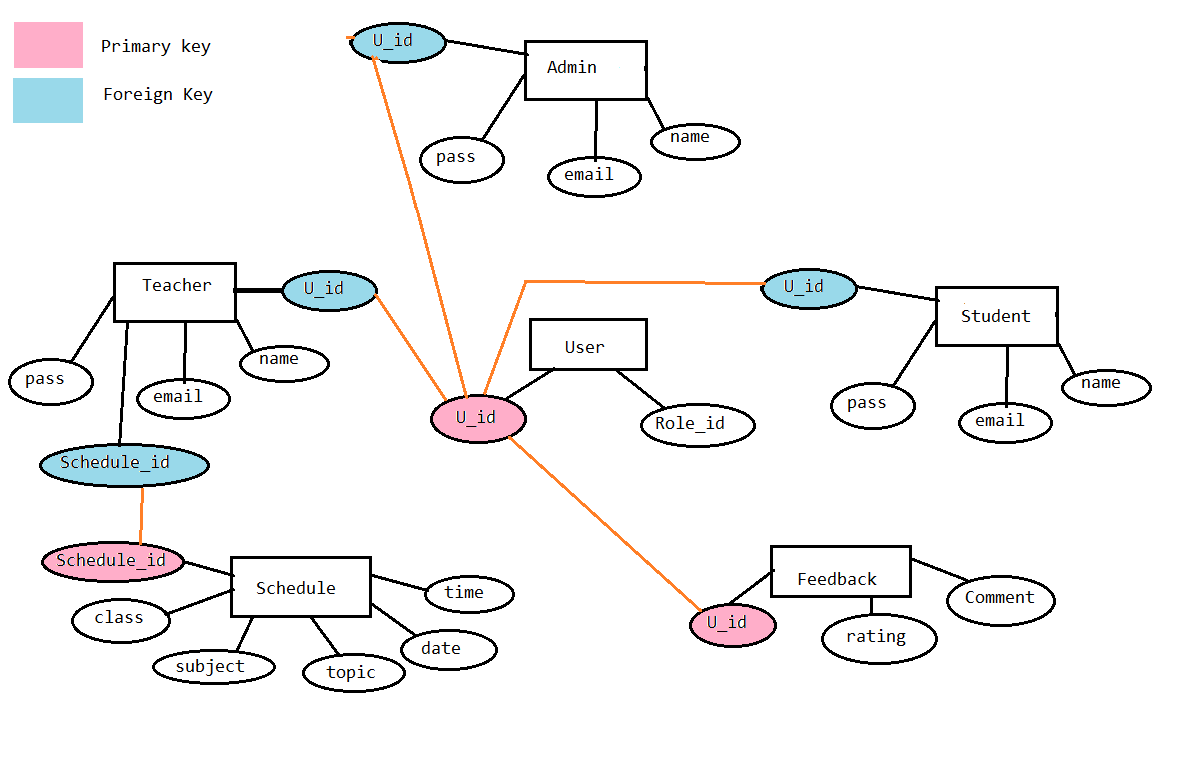 Primary key
Foreign Key
U_id
Admin
pass
email
name
Teacher
U_id
pass
email
name
Schedule_id
User
U_id
Role_id
U_id
Student
pass
email
name
Schedule_id
Schedule
class
subject
topic
date
time
Feedback
U_id
rating
Comment